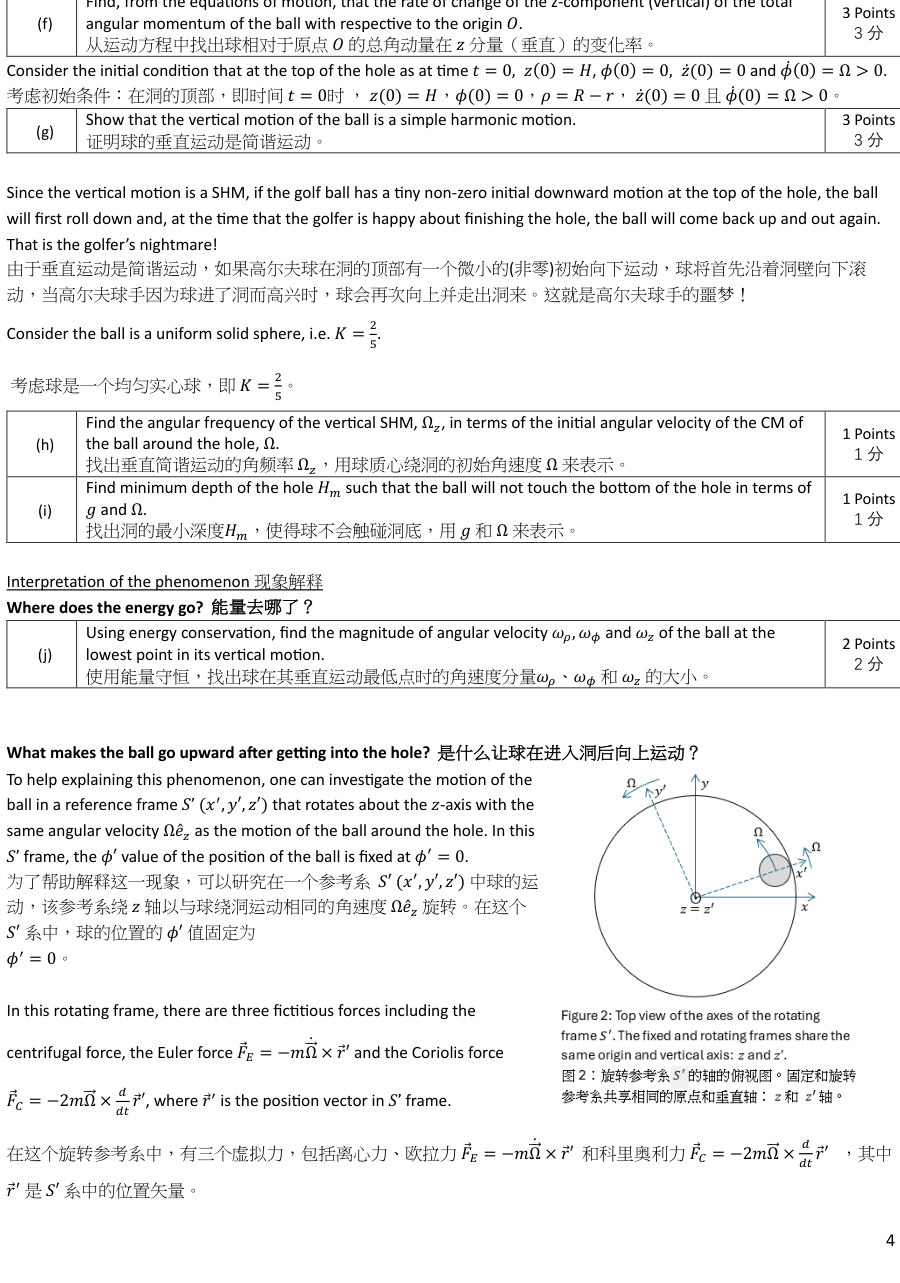 Find, from the equations of motion, that the rate of change of the z-component (vertical) of the total
(f)
angular momentum of the ball with respective to the origin O.
从运动方程中找出球相对于原点 O 的总角动量在 z 分量（垂直）的变化率。
3 Points
3 分
Consider the initial condition that at the top of the hole as at time t = 0, z(0) = H, ϕ(0) = 0, ż(0) = 0 and ϕ̇(0) = Ω > 0.
考虑初始条件：在洞的顶部，即时间 t = 0时 ， z(0) = H，ϕ(0) = 0，ρ = R − r， ż(0) = 0 且 ϕ̇(0) = Ω > 0。
(g)
Show that the vertical motion of the ball is a simple harmonic motion.
证明球的垂直运动是简谐运动。
3 Points
3 分
Since the vertical motion is a SHM, if the golf ball has a tiny non-zero initial downward motion at the top of the hole, the ball
will first roll down and, at the time that the golfer is happy about finishing the hole, the ball will come back up and out again.
That is the golfer's nightmare!
由于垂直运动是简谐运动，如果高尔夫球在洞的顶部有一个微小的(非零)初始向下运动，球将首先沿着洞壁向下滚
动，当高尔夫球手因为球进了洞而高兴时，球会再次向上并走出洞来。这就是高尔夫球手的噩梦！
Consider the ball is a uniform solid sphere, i.e. K = 2/5.
考虑球是一个均匀实心球，即 K = 2/5。
(h)
Find the angular frequency of the vertical SHM, Ω_z, in terms of the initial angular velocity of the CM of
the ball around the hole, Ω.
找出垂直简谐运动的角频率 Ω_z，用球质心绕洞的初始角速度 Ω 来表示。
1 Points
1 分
(i)
Find minimum depth of the hole H_m such that the ball will not touch the bottom of the hole in terms of
g and Ω.
找出洞的最小深度H_m，使得球不会触碰洞底，用 g 和 Ω 来表示。
1 Points
1 分
Interpretation of the phenomenon 现象解释
Where does the energy go? 能量去哪了？
(j)
Using energy conservation, find the magnitude of angular velocity ω_ρ, ω_ϕ and ω_z of the ball at the
lowest point in its vertical motion.
使用能量守恒，找出球在其垂直运动最低点时的角速度分量ω_ρ、ω_ϕ 和 ω_z 的大小。
2 Points
2 分
What makes the ball go upward after getting into the hole? 是什么让球在进入洞后向上运动？
To help explaining this phenomenon, one can investigate the motion of the
ball in a reference frame S' (x′, y′, z′) that rotates about the z-axis with the
same angular velocity Ωê_z as the motion of the ball around the hole. In this
S' frame, the ϕ′ value of the position of the ball is fixed at ϕ′ = 0.
为了帮助解释这一现象，可以研究在一个参考系 S′ (x′, y′, z′) 中球的运
动，该参考系绕 z 轴以与球绕洞运动相同的角速度 Ωê_z 旋转。在这个
S′ 系中，球的位置的 ϕ′ 值固定为
ϕ′ = 0。
In this rotating frame, there are three fictitious forces including the
centrifugal force, the Euler force F⃗_E = −m\dot{Ω⃗} × r⃗′ and the Coriolis force
F⃗_C = −2mΩ⃗ × d/dt r⃗′, where r⃗′ is the position vector in S' frame.
Ω
y′
y
Ω
Ω
x′
z = z′
x
Figure 2: Top view of the axes of the rotating
frame S′. The fixed and rotating frames share the
same origin and vertical axis: z and z'.
图 2：旋转参考系 S′ 的轴的俯视图。固定和旋转
参考系共享相同的原点和垂直轴： z 和 z′ 轴。
在这个旋转参考系中，有三个虚拟力，包括离心力、欧拉力 F⃗_E = −m\dot{Ω⃗} × r⃗′ 和科里奥利力 F⃗_C = −2mΩ⃗ × d/dt r⃗′ ，其中
r⃗′ 是 S′ 系中的位置矢量。
4